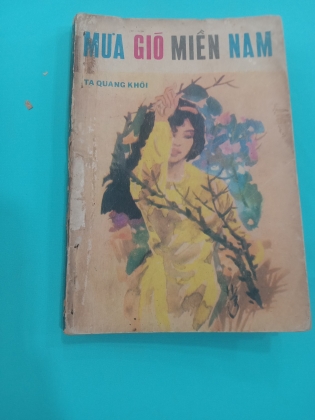 MƯA GIÓ MIỀN NAM
TẠ QUANG KHÔI